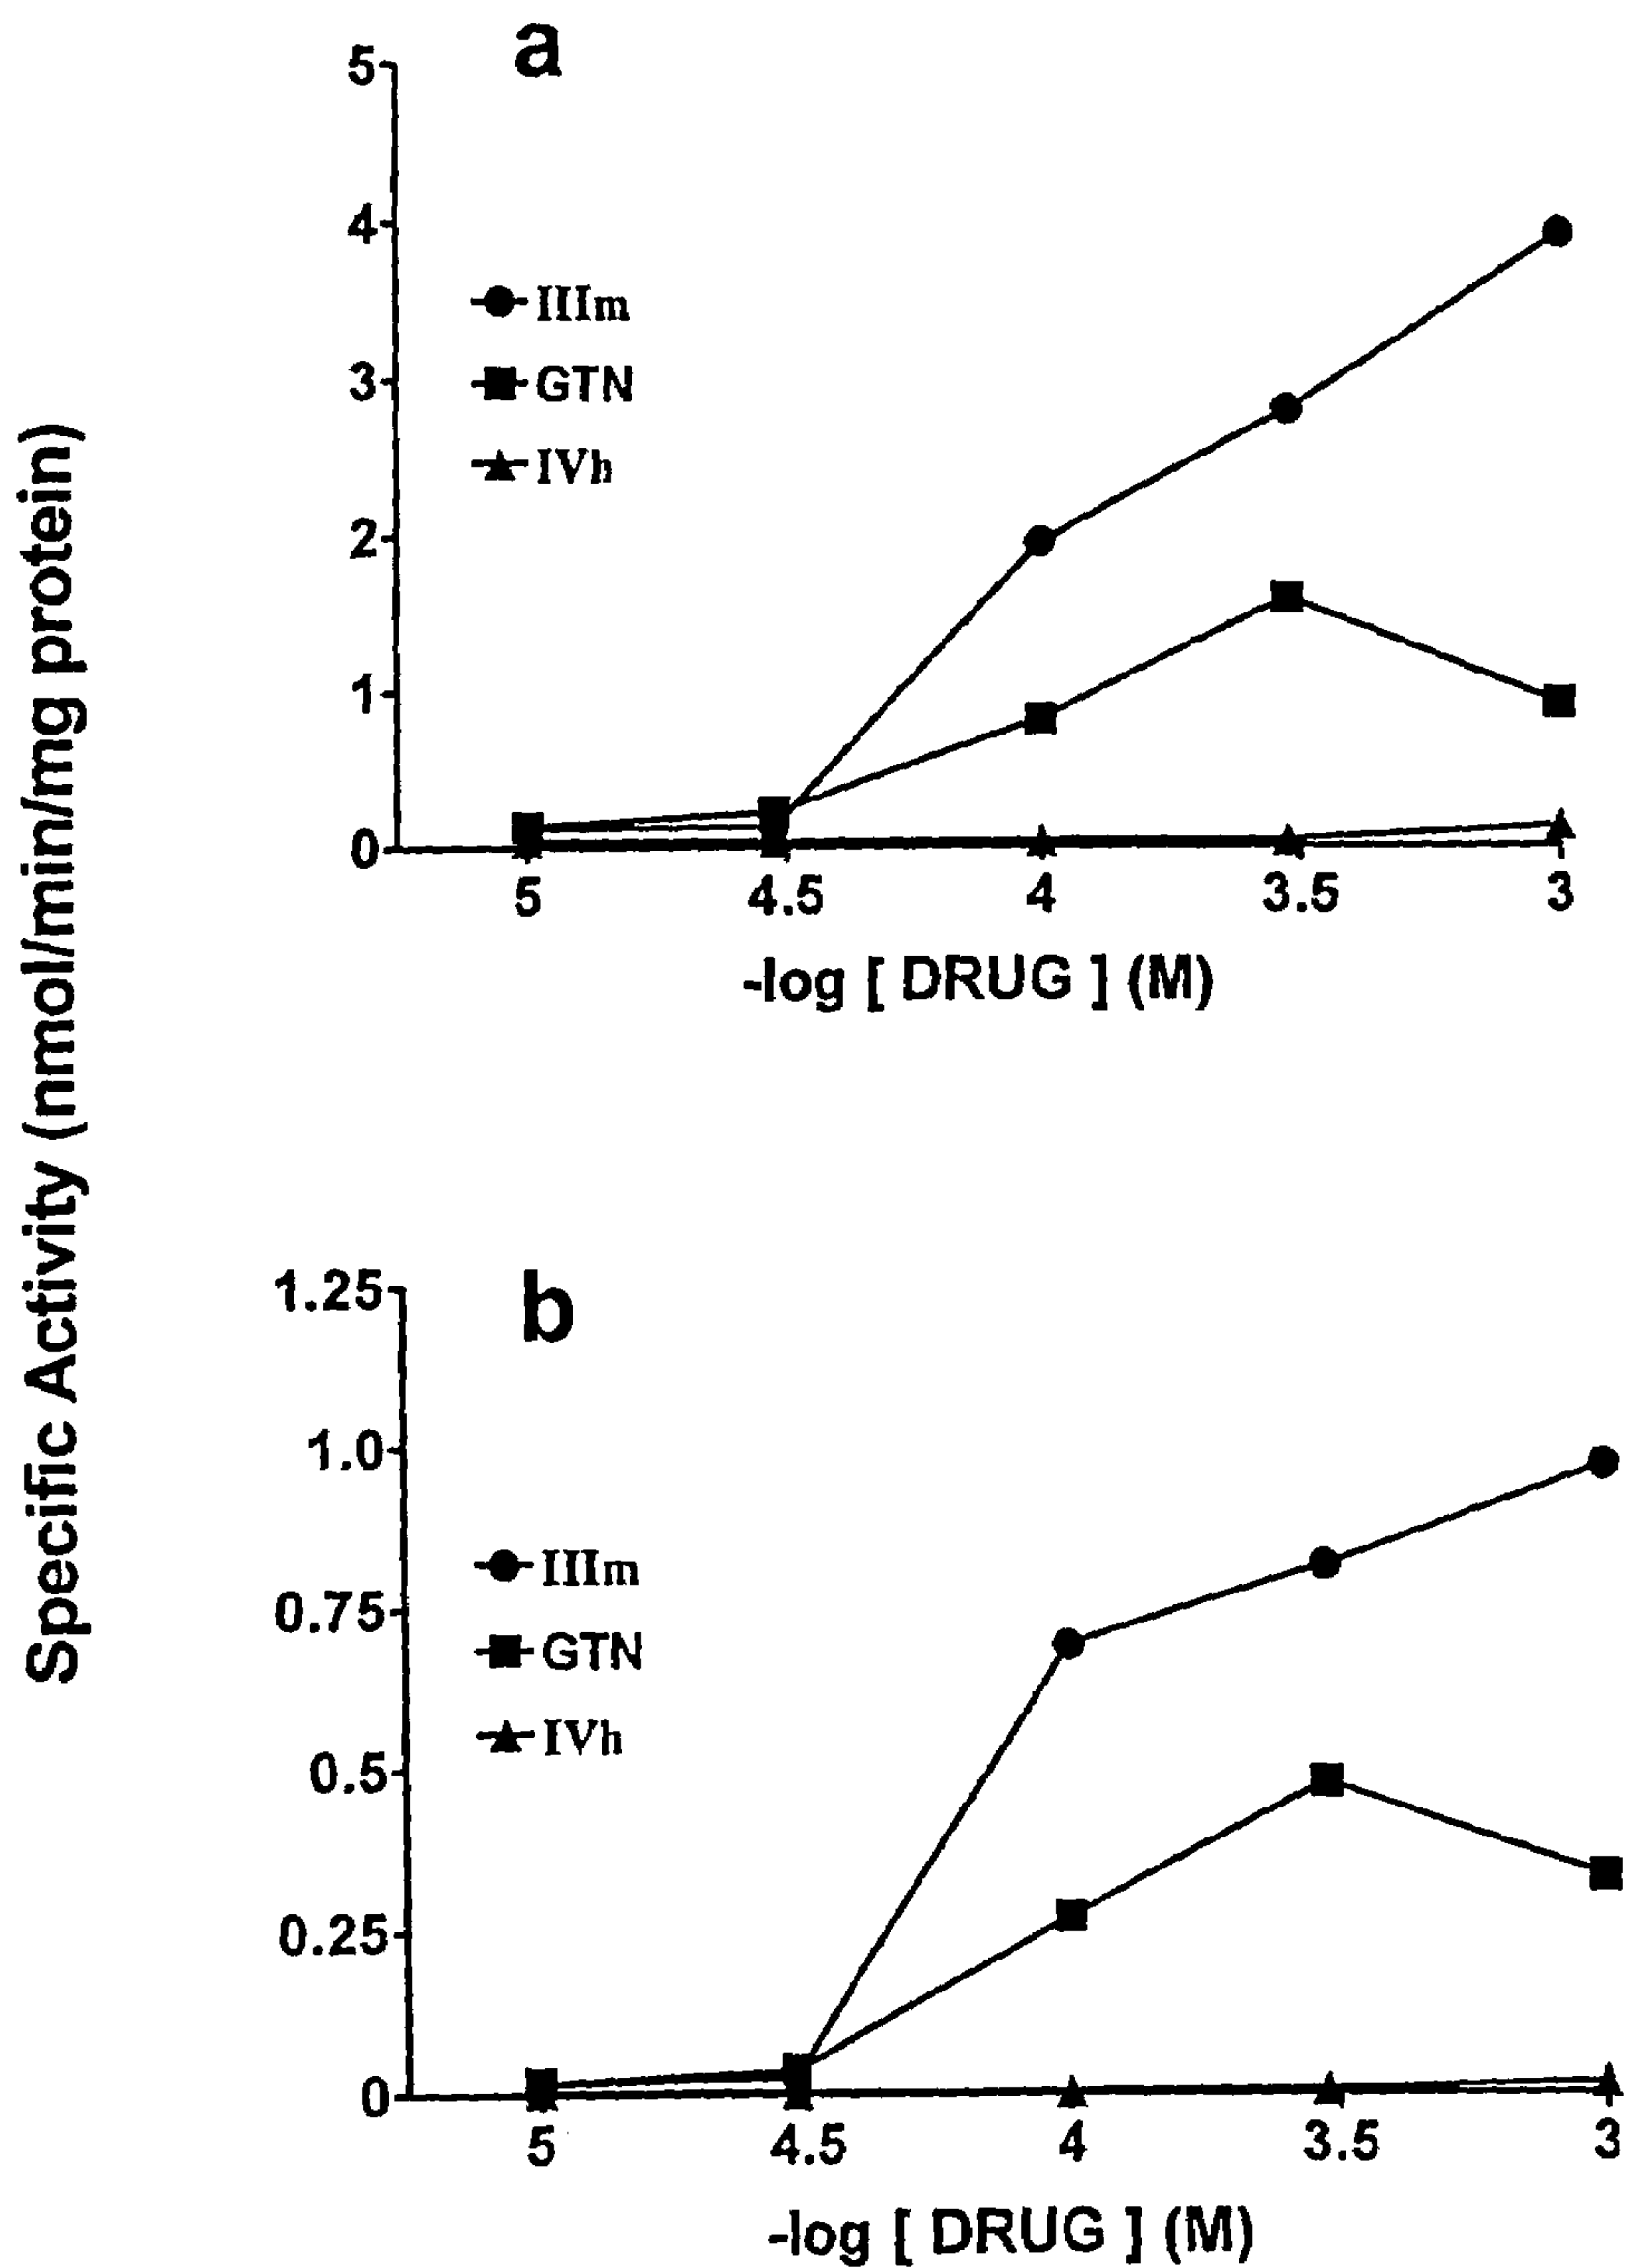 Specific Activity (nmol/min/mg protein)
a
5
4
3
2
1
0
IIIm
GTN
IVh
5 4.5 4 3.5 3
-log [ DRUG ] (M)
b
1.25
1.0
0.75
0.5
0.25
0
IIIm
GTN
IVh
5 4.5 4 3.5 3
-log [ DRUG ] (M)